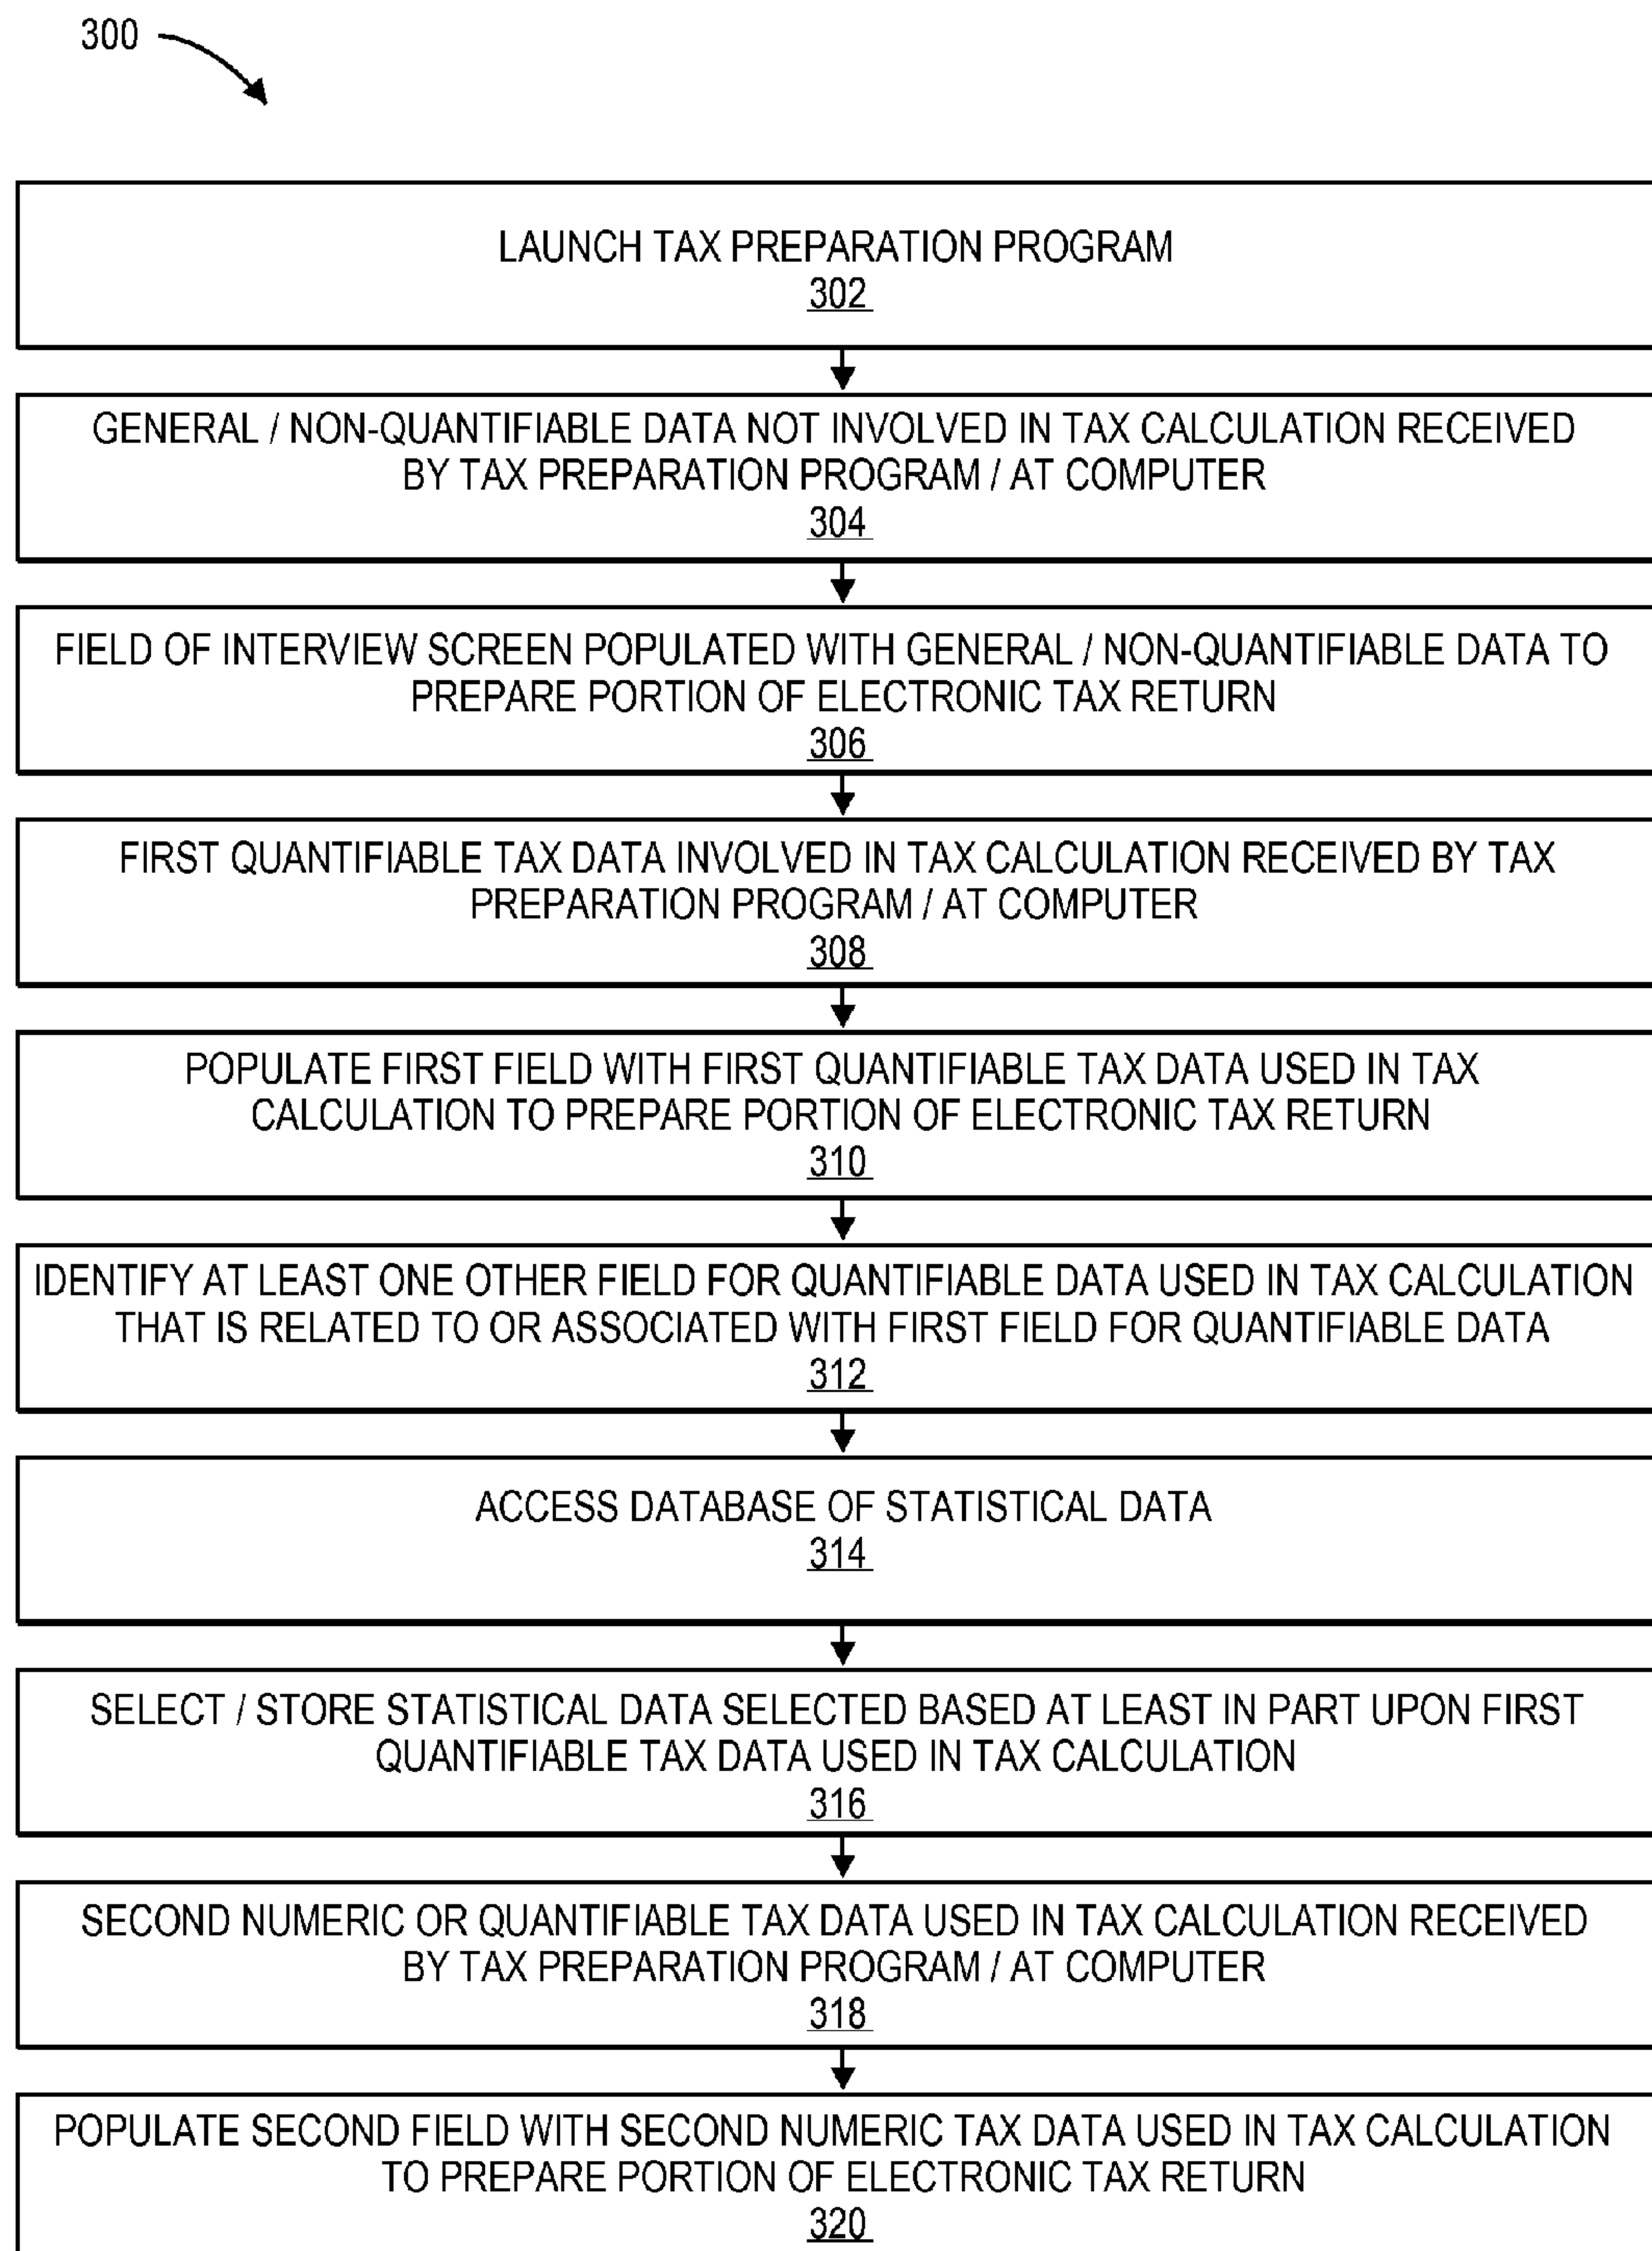 300
LAUNCH TAX PREPARATION PROGRAM
302
GENERAL / NON-QUANTIFIABLE DATA NOT INVOLVED IN TAX CALCULATION RECEIVED
BY TAX PREPARATION PROGRAM / AT COMPUTER
304
FIELD OF INTERVIEW SCREEN POPULATED WITH GENERAL / NON-QUANTIFIABLE DATA TO
PREPARE PORTION OF ELECTRONIC TAX RETURN
306
FIRST QUANTIFIABLE TAX DATA INVOLVED IN TAX CALCULATION RECEIVED BY TAX
PREPARATION PROGRAM / AT COMPUTER
308
POPULATE FIRST FIELD WITH FIRST QUANTIFIABLE TAX DATA USED IN TAX
CALCULATION TO PREPARE PORTION OF ELECTRONIC TAX RETURN
310
IDENTIFY AT LEAST ONE OTHER FIELD FOR QUANTIFIABLE DATA USED IN TAX CALCULATION
THAT IS RELATED TO OR ASSOCIATED WITH FIRST FIELD FOR QUANTIFIABLE DATA
312
ACCESS DATABASE OF STATISTICAL DATA
314
SELECT / STORE STATISTICAL DATA SELECTED BASED AT LEAST IN PART UPON FIRST
QUANTIFIABLE TAX DATA USED IN TAX CALCULATION
316
SECOND NUMERIC OR QUANTIFIABLE TAX DATA USED IN TAX CALCULATION RECEIVED
BY TAX PREPARATION PROGRAM / AT COMPUTER
318
POPULATE SECOND FIELD WITH SECOND NUMERIC TAX DATA USED IN TAX CALCULATION
TO PREPARE PORTION OF ELECTRONIC TAX RETURN
320